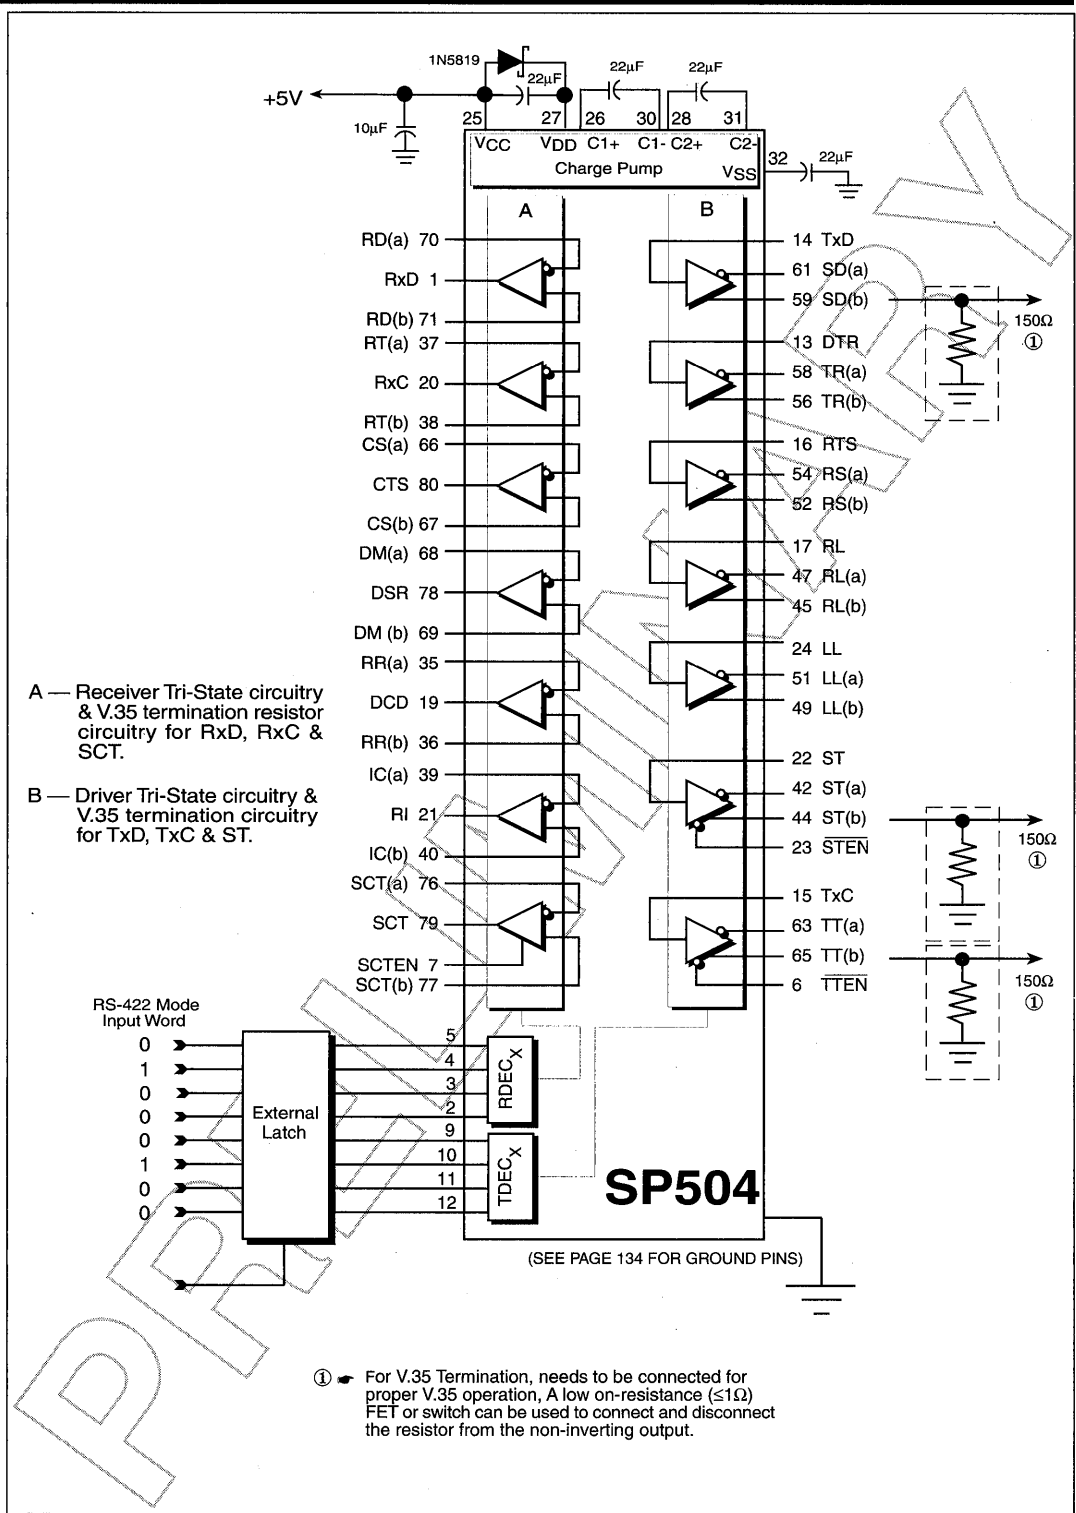 1N5819
22μF
22μF
22μF
+5V
10μF
25
27
26
30
28
31
VCC
VDD
C1+
C1-
C2+
C2-
Charge Pump
VSS
32
22μF
A
B
RD(a) 70
RxD 1
RD(b) 71
RT(a) 37
RxC 20
RT(b) 38
CS(a) 66
CTS 80
CS(b) 67
DM(a) 68
DSR 78
DM (b) 69
RR(a) 35
DCD 19
RR(b) 36
IC(a) 39
RI 21
IC(b) 40
SCT(a) 76
SCT 79
SCTEN 7
SCT(b) 77
14 TxD
61 SD(a)
59 SD(b)
13 DTR
58 TR(a)
56 TR(b)
16 RTS
54 RS(a)
52 RS(b)
17 RL
47 RL(a)
45 RL(b)
24 LL
51 LL(a)
49 LL(b)
22 ST
42 ST(a)
44 ST(b)
23 STEN
15 TxC
63 TT(a)
65 TT(b)
6 TTEN
150Ω
①
150Ω
①
150Ω
①
A — Receiver Tri-State circuitry
& V.35 termination resistor
circuitry for RxD, RxC &
SCT.
B — Driver Tri-State circuitry &
V.35 termination circuitry
for TxD, TxC & ST.
RS-422 Mode
Input Word
0
1
0
0
0
1
0
0
External
Latch
5
4
3
2
9
10
11
12
RDECX
TDECX
SP504
(SEE PAGE 134 FOR GROUND PINS)
① ☛ For V.35 Termination, needs to be connected for
proper V.35 operation, A low on-resistance (≤1Ω)
FET or switch can be used to connect and disconnect
the resistor from the non-inverting output.
PRELIMINARY